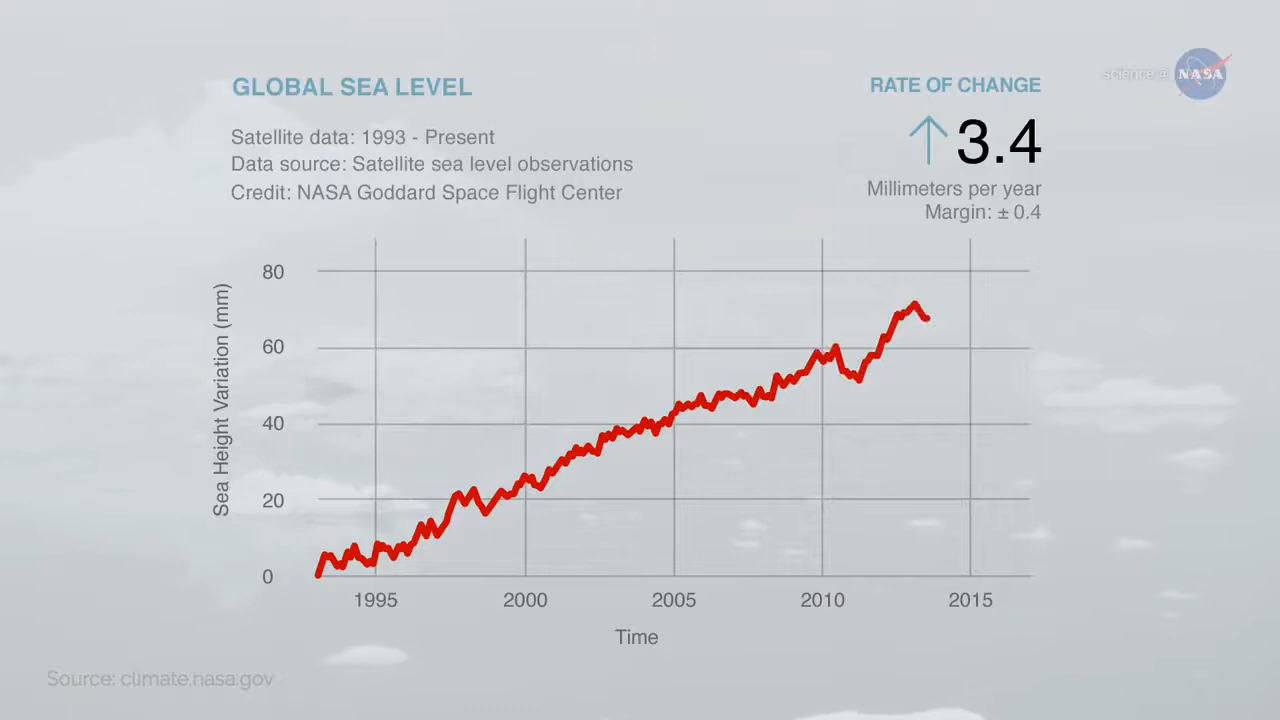 GLOBAL SEA LEVEL
Satellite data: 1993 - Present
Data source: Satellite sea level observations
Credit: NASA Goddard Space Flight Center
RATE OF CHANGE
3.4
Millimeters per year
Margin: ± 0.4
science@
NASA
Sea Height Variation (mm)
80
60
40
20
0
1995 2000 2005 2010 2015
Time
Source: climate.nasa.gov